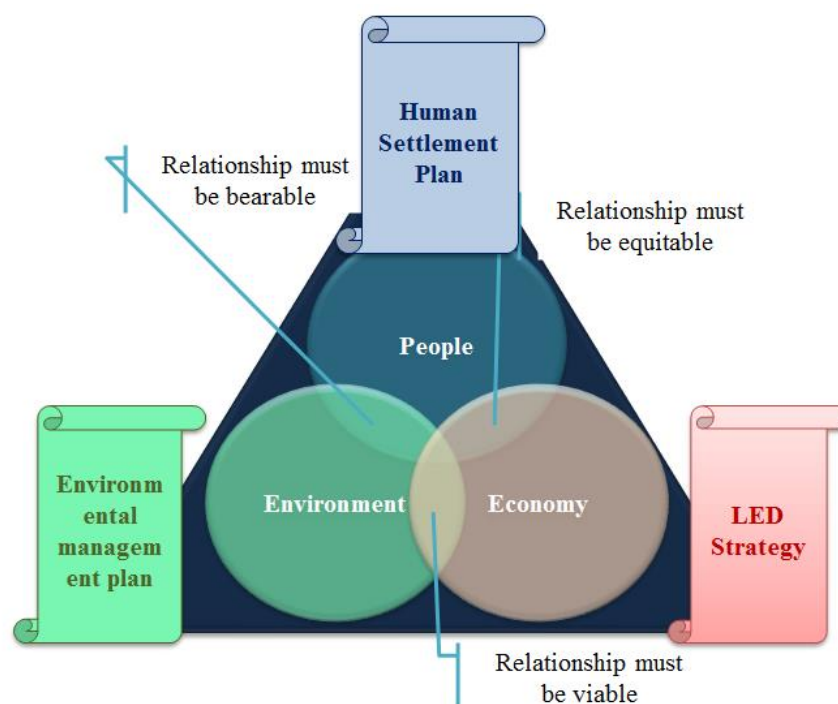 Human
Settlement
Plan
Relationship must
be bearable
Relationship must
be equitable
People
Environm
ental
managem
ent plan
Environment
Economy
LED
Strategy
Relationship must
be viable